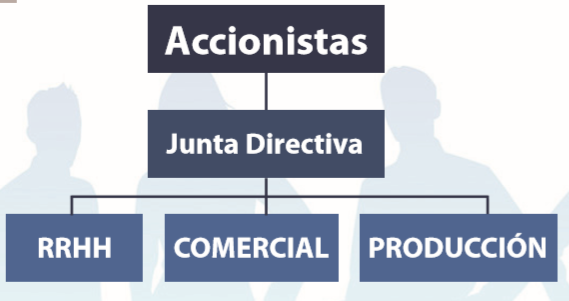 Accionistas
Junta Directiva
RRHH
COMERCIAL
PRODUCCIÓN